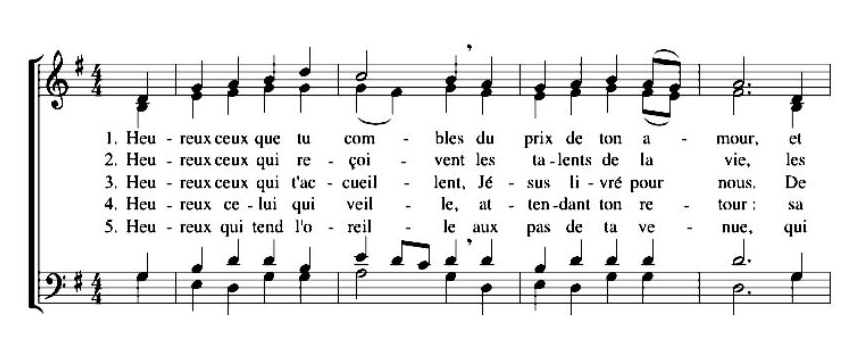 1. Heu - reux ceux que tu com - bles du prix de ton a - mour, et
2. Heu - reux ceux qui re - çoi - vent les ta - lents de la vie, les
3. Heu - reux ceux qui t'ac - cueil - lent, Jé - sus li - vré pour nous. De
4. Heu - reux ce - lui qui veil - le, at - ten - dant ton re - tour : sa
5. Heu - reux qui tend l'o - reil - le aux pas de ta ve - nue, qui